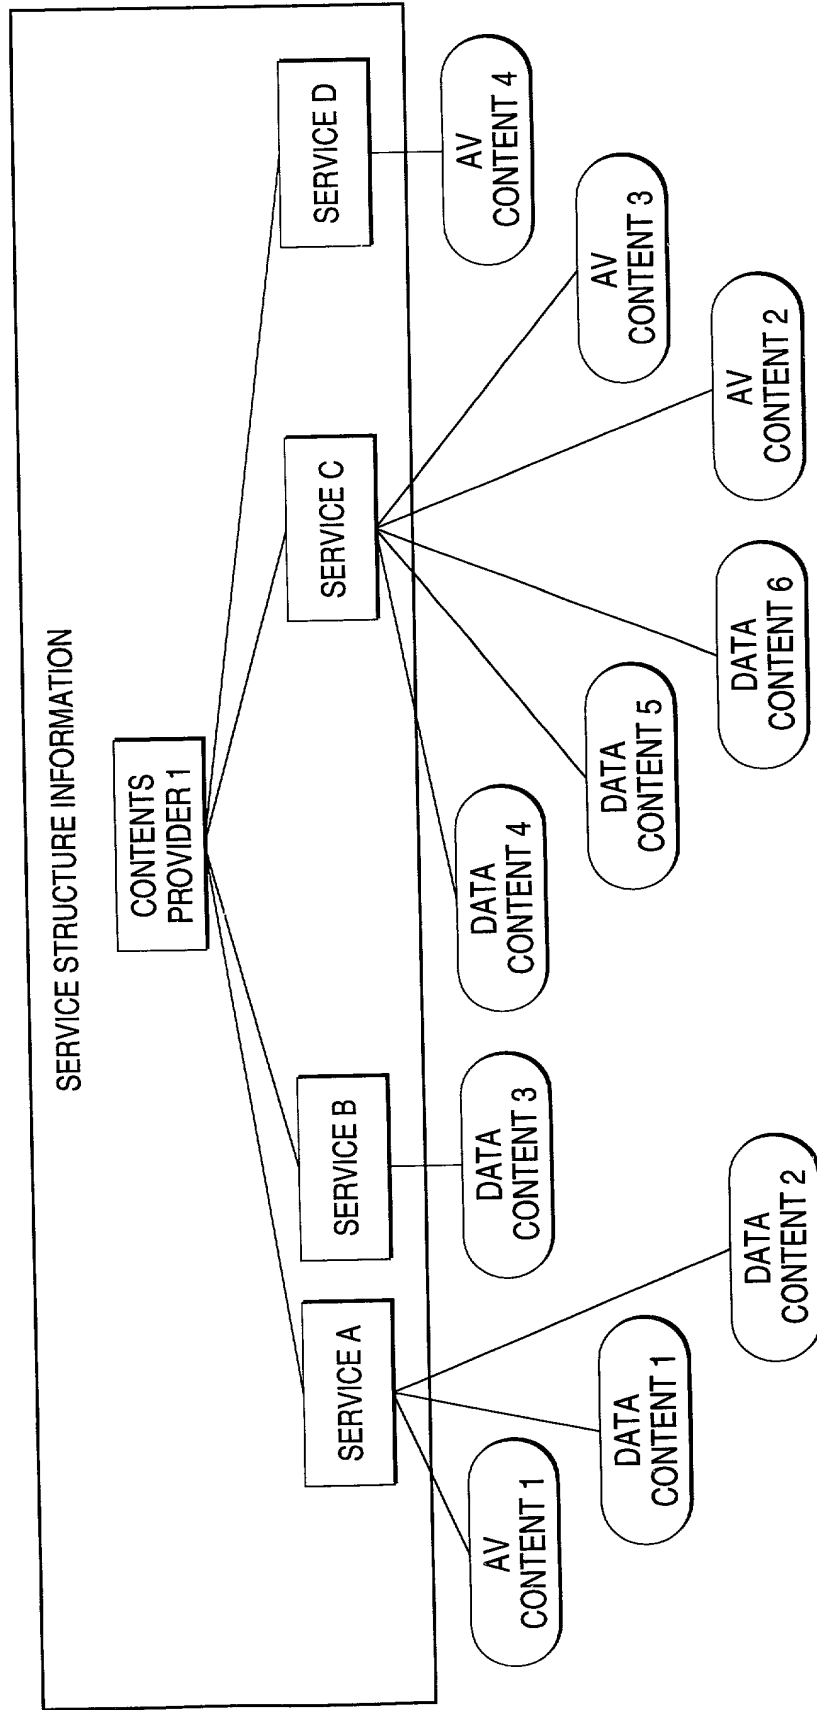 SERVICE STRUCTURE INFORMATION
CONTENTS
PROVIDER 1
SERVICE A
SERVICE B
SERVICE C
SERVICE D
AV
CONTENT 1
DATA
CONTENT 1
DATA
CONTENT 2
DATA
CONTENT 3
DATA
CONTENT 4
DATA
CONTENT 5
DATA
CONTENT 6
AV
CONTENT 2
AV
CONTENT 3
AV
CONTENT 4